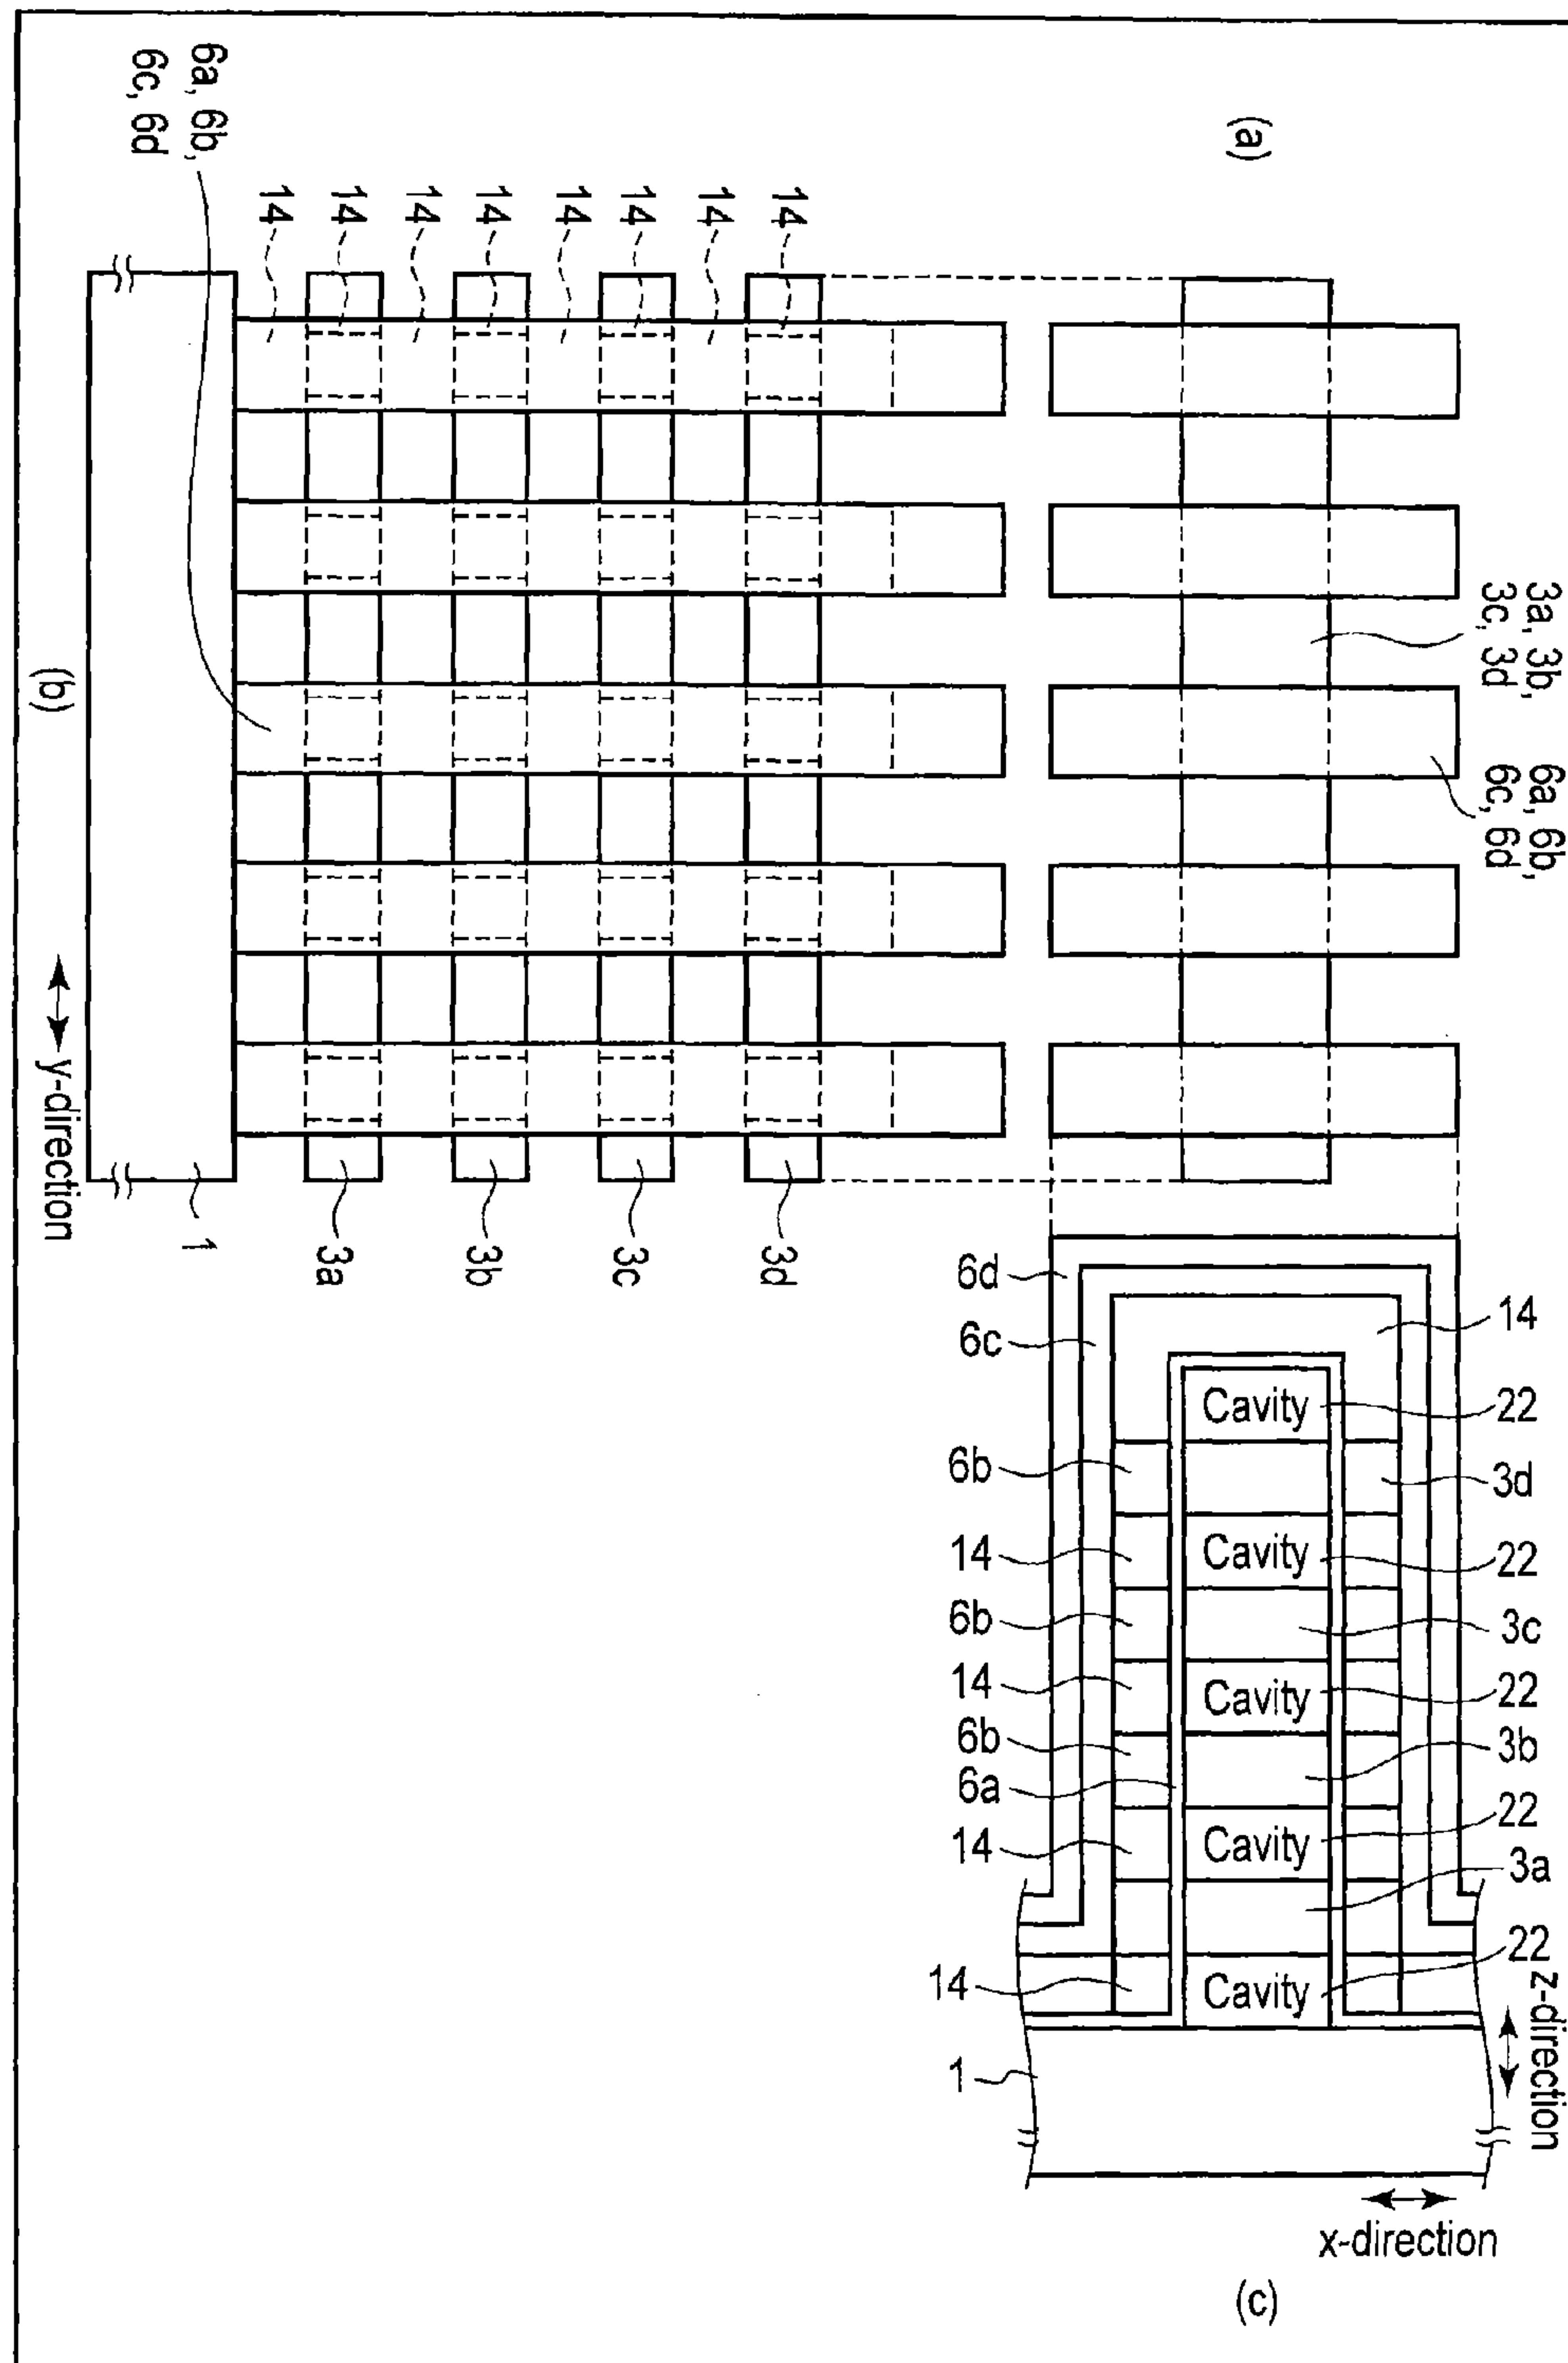 (a)
3a, 3b,
3c, 3d
6a, 6b,
6c, 6d
6a, 6b,
6c, 6d
14
14
14
14
14
14
14
14
3d
3c
3b
3a
1
y-direction
(b)
6d
6c
6b
14
6b
14
6b
6a
14
14
1
Cavity
Cavity
Cavity
Cavity
Cavity
14
22
3d
22
3c
22
3b
22
3a
22
z-direction
x-direction
(c)